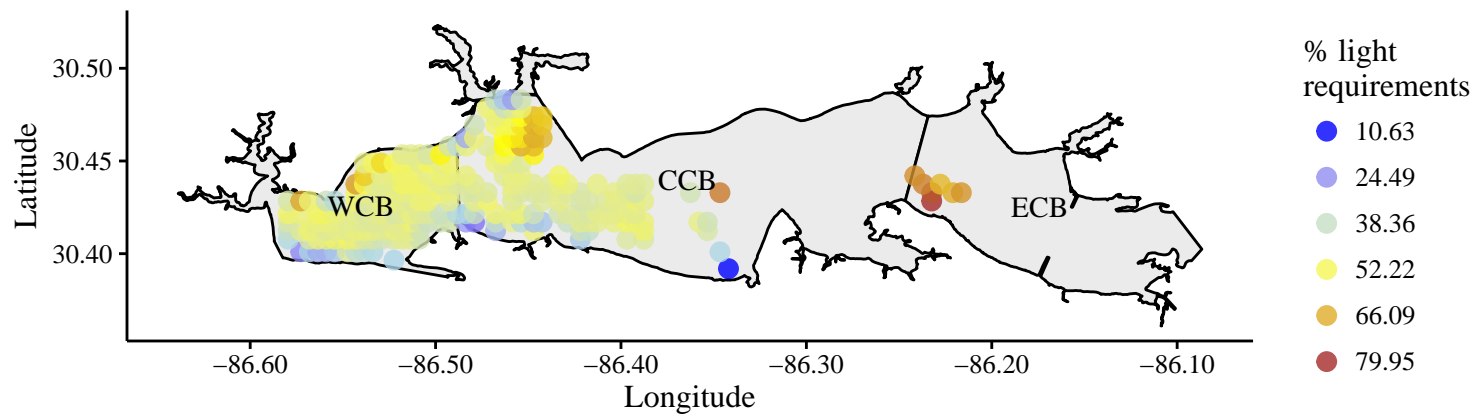 30.50
30.45
30.40
Latitude
−86.60
−86.50
−86.40
−86.30
−86.20
−86.10
Longitude
WCB
CCB
ECB
% light
requirements
10.63
24.49
38.36
52.22
66.09
79.95